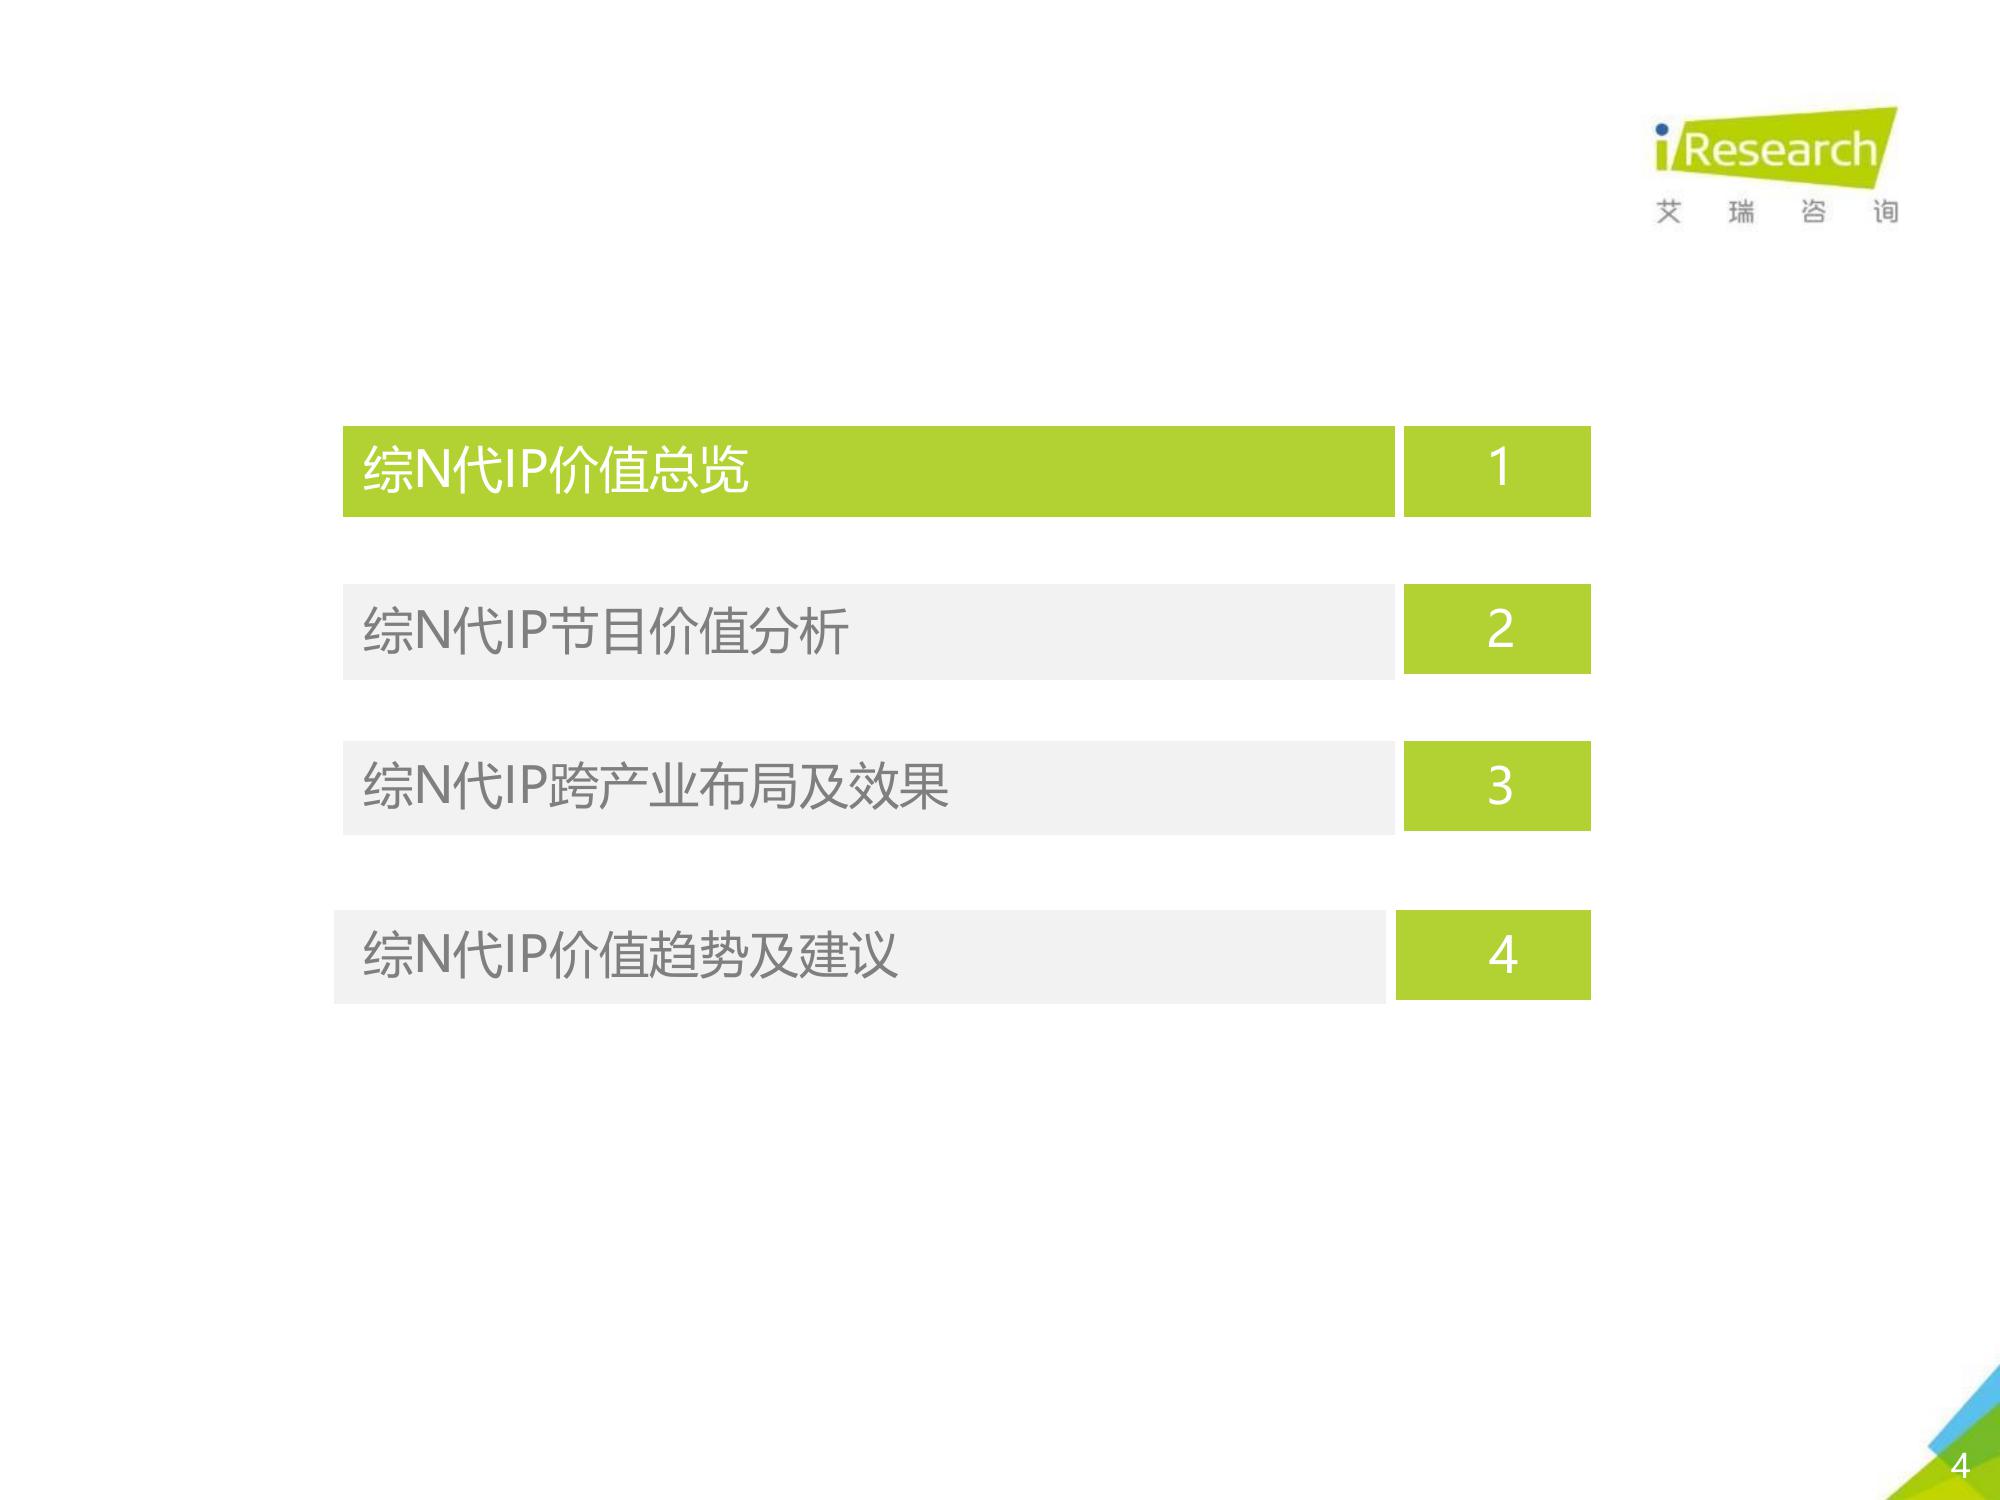 iResearch
艾瑞咨询
综N代IP价值总览 1
综N代IP节目价值分析 2
综N代IP跨产业布局及效果 3
综N代IP价值趋势及建议 4
4